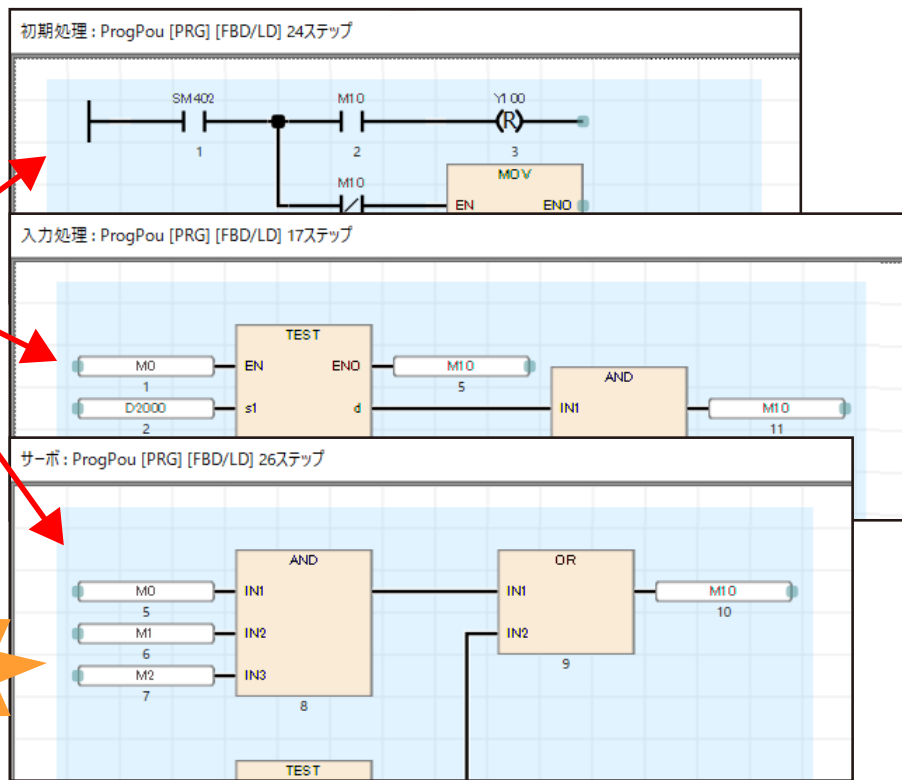 初期処理 : ProgPou [PRG] [FBD/LD] 24ステップ
SM402 M10 Y100
(R)
1 2 3
M10 MOV
EN ENO
入力処理 : ProgPou [PRG] [FBD/LD] 17ステップ
TEST
M0 EN ENO M10 AND
1 5
D2000 s1 d IN1 M10
2 11
サーボ : ProgPou [PRG] [FBD/LD] 26ステップ
AND OR
M0 IN1 IN1 M10
5 10
M1 IN2 IN2
6 9
M2 IN3
7 8
TEST